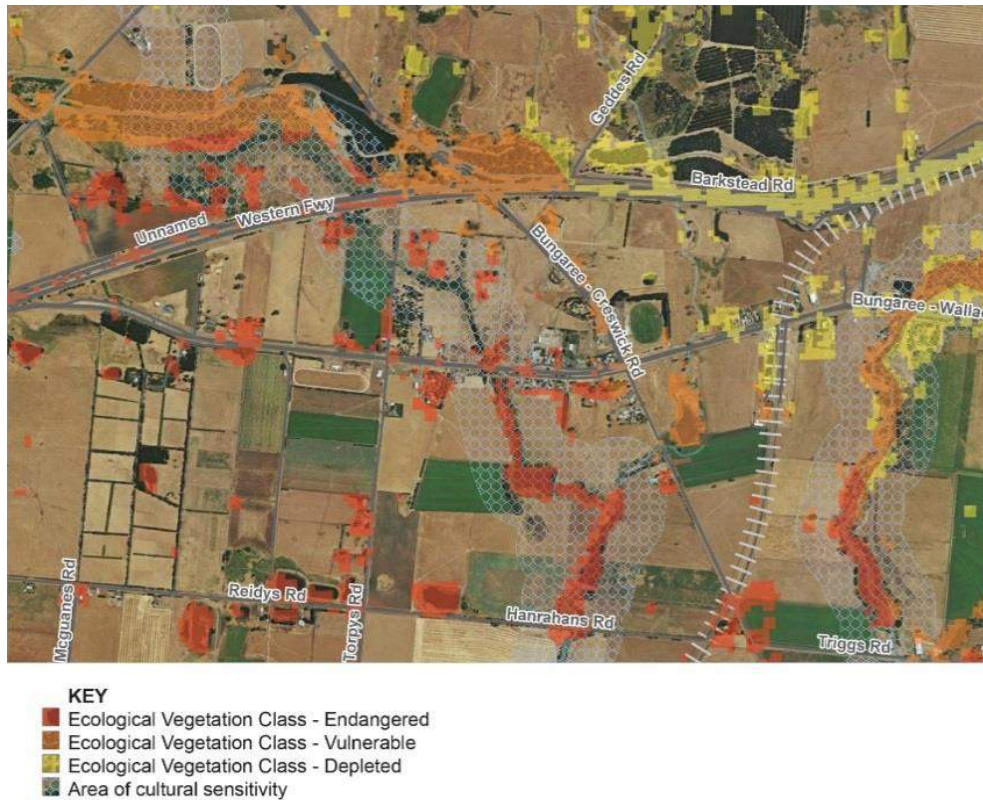 Geddes Rd
Barkstead Rd
Unnamed
Western Fwy
Bungaree - Creswick Rd
Bungaree - Wallac
Mcguanes Rd
Reidys Rd
Torpys Rd
Hanrahans Rd
Triggs Rd
KEY
Ecological Vegetation Class - Endangered
Ecological Vegetation Class - Vulnerable
Ecological Vegetation Class - Depleted
Area of cultural sensitivity